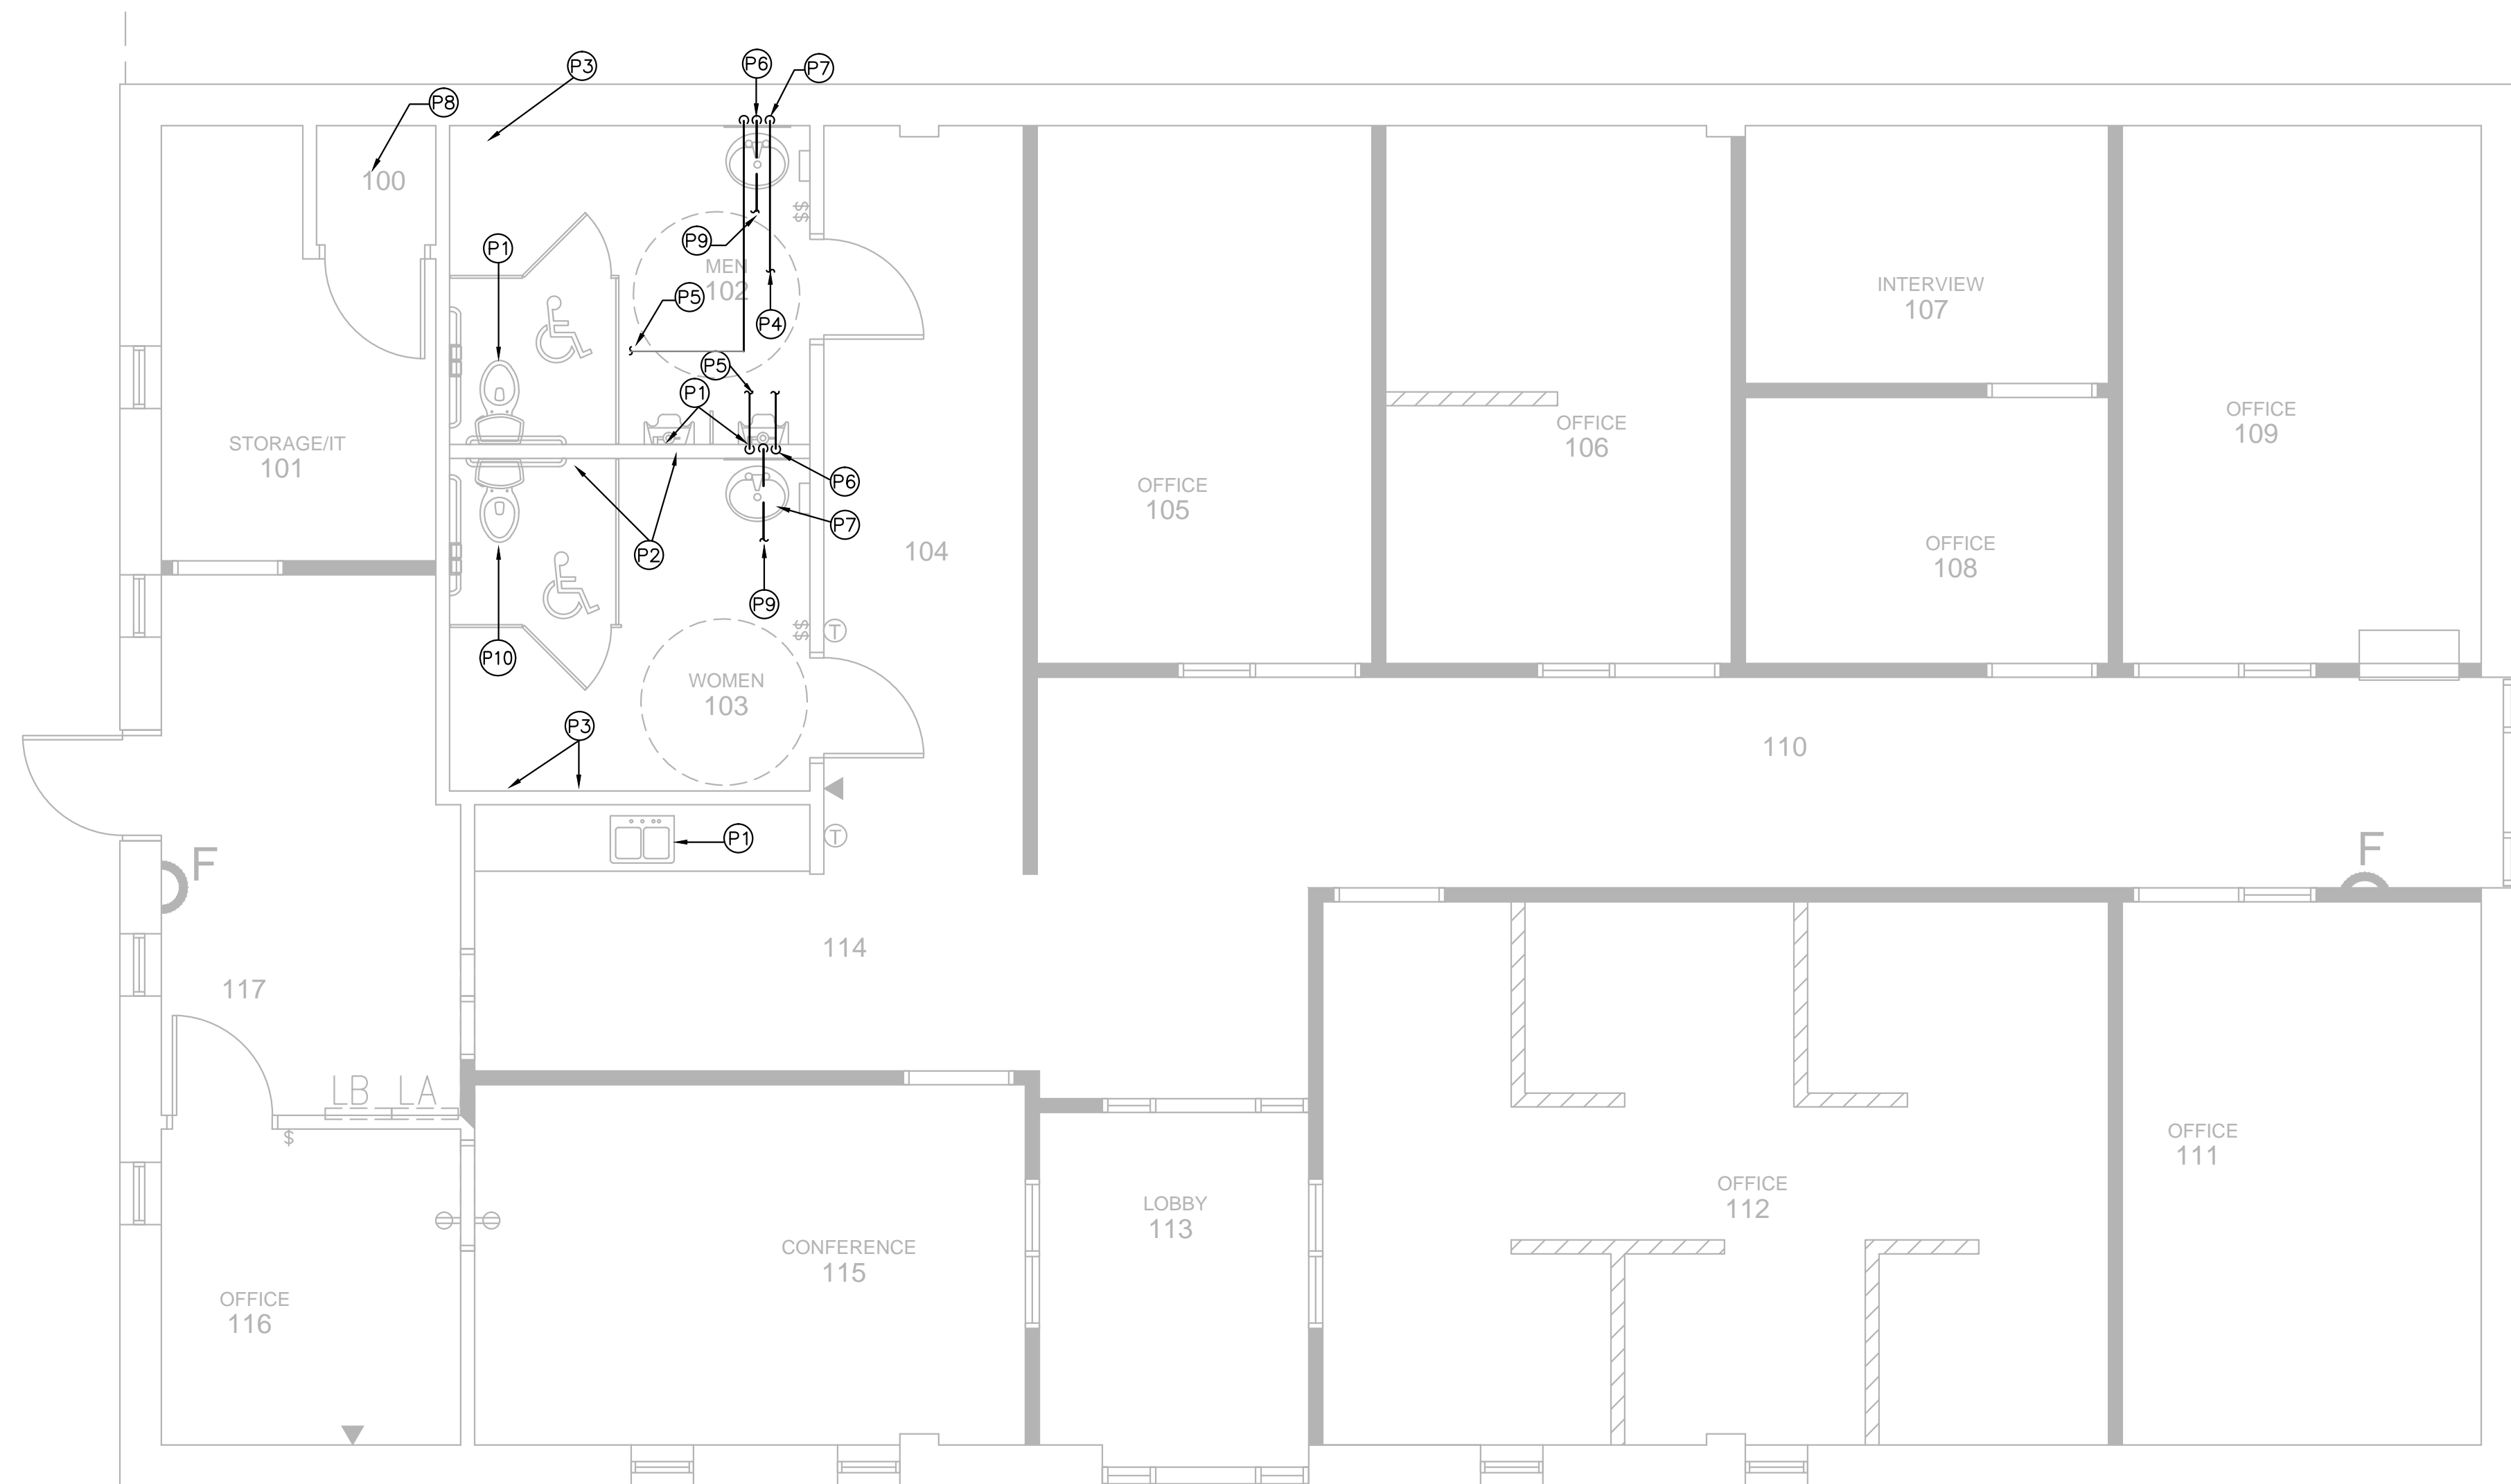 P6
P3
P7
P8
100
$$
P1
P9
MEN
102
INTERVIEW
107
P5
P4
P5
P1
OFFICE
109
OFFICE
106
STORAGE/IT
101
P6
OFFICE
105
P7
104
OFFICE
108
P2
P9
$$
T
P10
WOMEN
103
P3
110
P1
T
F
F
114
117
LB LA
$
OFFICE
111
OFFICE
112
LOBBY
113
CONFERENCE
115
OFFICE
116